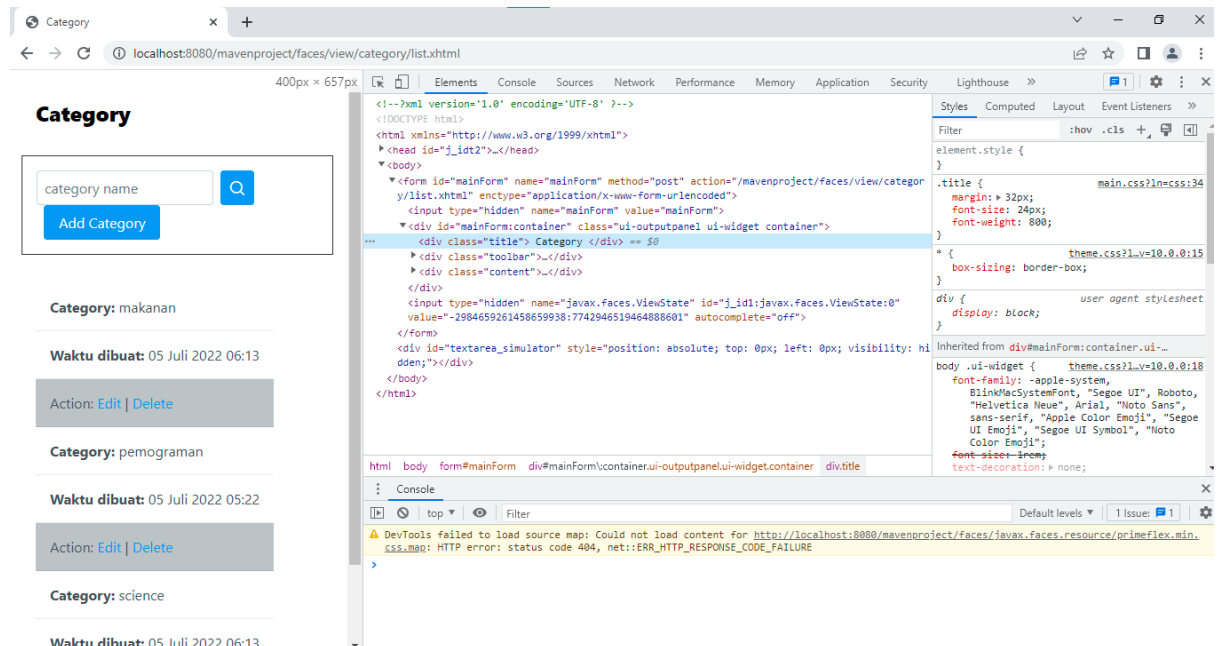 Category
localhost:8080/mavenproject/faces/view/category/list.xhtml
400px × 657px
Category
category name
Add Category
Category: makanan
Waktu dibuat: 05 Juli 2022 06:13
Action: Edit | Delete
Category: pemograman
Waktu dibuat: 05 Juli 2022 05:22
Action: Edit | Delete
Category: science
Waktu dibuat: 05 Juli 2022 06:13
Elements Console Sources Network Performance Memory Application Security Lighthouse » 1
<!--?xml version='1.0' encoding='UTF-8' ?-->
<!DOCTYPE html>
<html xmlns="http://www.w3.org/1999/xhtml">
<head id="j_idt2">…</head>
<body>
<form id="mainForm" name="mainForm" method="post" action="/mavenproject/faces/view/categor
y/list.xhtml" enctype="application/x-www-form-urlencoded">
<input type="hidden" name="mainForm" value="mainForm">
<div id="mainForm:container" class="ui-outputpanel ui-widget container">
<div class="title"> Category </div> == $0
<div class="toolbar">…</div>
<div class="content">…</div>
</div>
<input type="hidden" name="javax.faces.ViewState" id="j_id1:javax.faces.ViewState:0"
value="-2984659261458659938:7742946519464888601" autocomplete="off">
</form>
<div id="textarea_simulator" style="position: absolute; top: 0px; left: 0px; visibility: hi
dden;"></div>
</body>
</html>
html body form#mainForm div#mainForm\:container.ui-outputpanel.ui-widget.container div.title
Styles Computed Layout Event Listeners »
Filter :hov .cls +
element.style {
}
.title { main.css?ln=css:34
margin: 32px;
font-size: 24px;
font-weight: 800;
}
* { theme.css?l…v=10.0.0:15
box-sizing: border-box;
}
div { user agent stylesheet
display: block;
}
Inherited from div#mainForm:container.ui-…
body .ui-widget { theme.css?l…v=10.0.0:18
font-family: -apple-system,
BlinkMacSystemFont, "Segoe UI", Roboto,
"Helvetica Neue", Arial, "Noto Sans",
sans-serif, "Apple Color Emoji", "Segoe
UI Emoji", "Segoe UI Symbol", "Noto
Color Emoji";
font-size: 1rem;
text-decoration: none;
Console
top Filter Default levels 1 Issue: 1
DevTools failed to load source map: Could not load content for http://localhost:8080/mavenproject/faces/javax.faces.resource/primeflex.min.
css.map: HTTP error: status code 404, net::ERR_HTTP_RESPONSE_CODE_FAILURE